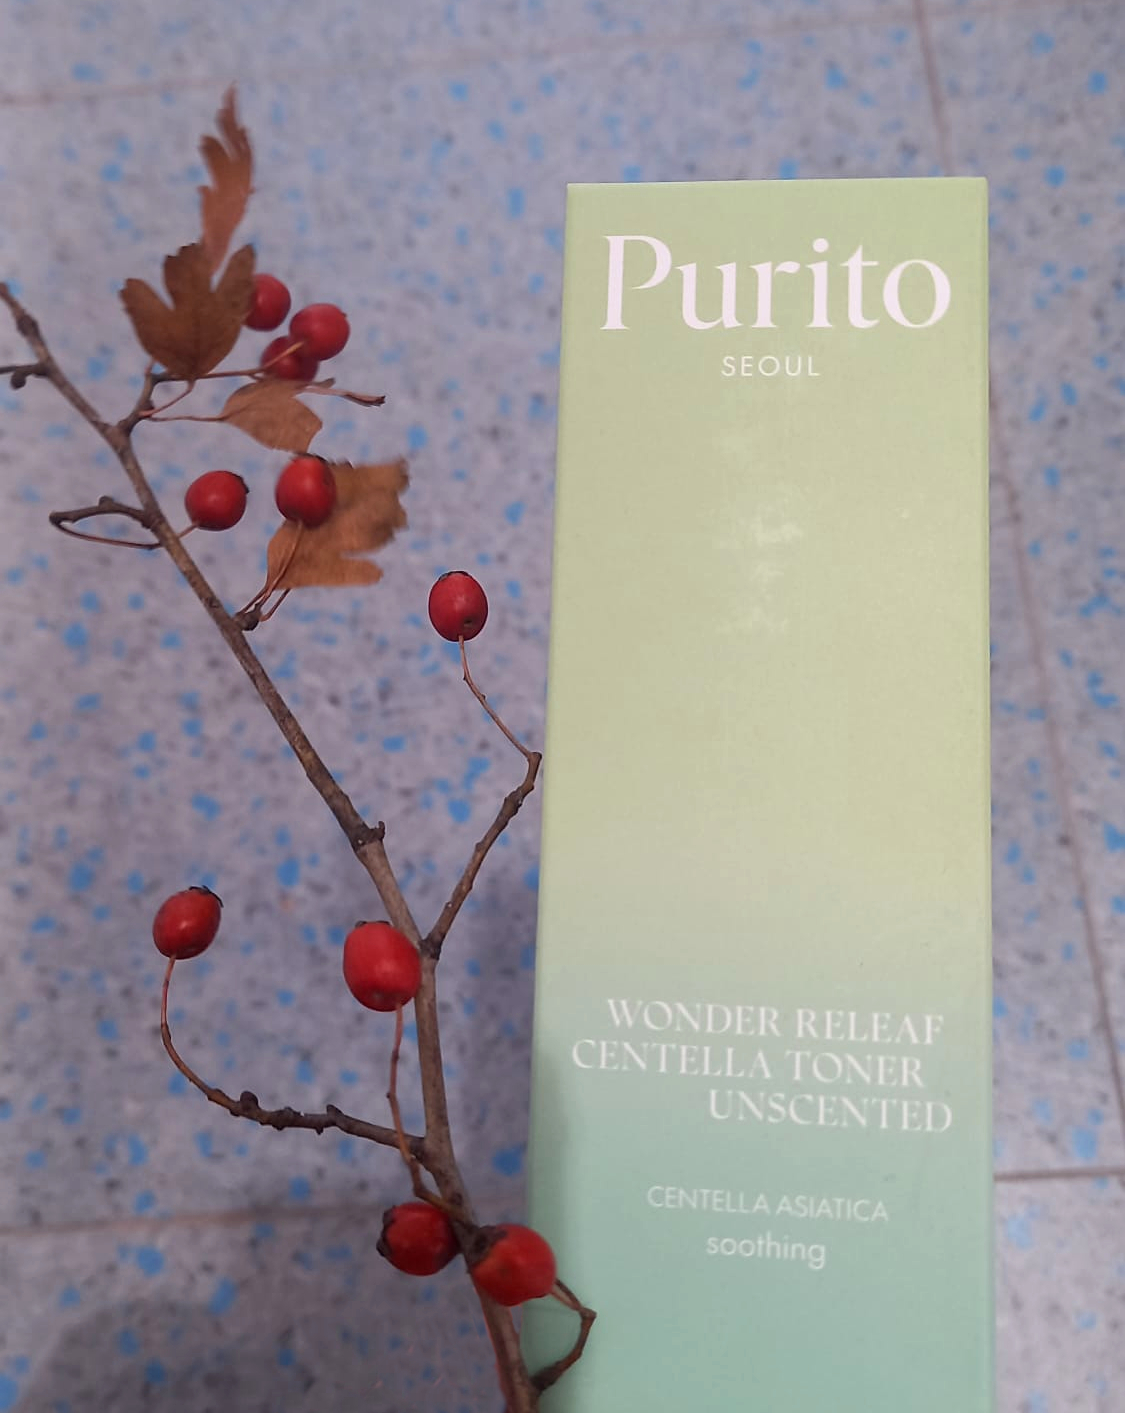 Purito
SEOUL
WONDER RELEAF
CENTELLA TONER
UNSCENTED
CENTELLA ASIATICA
soothing